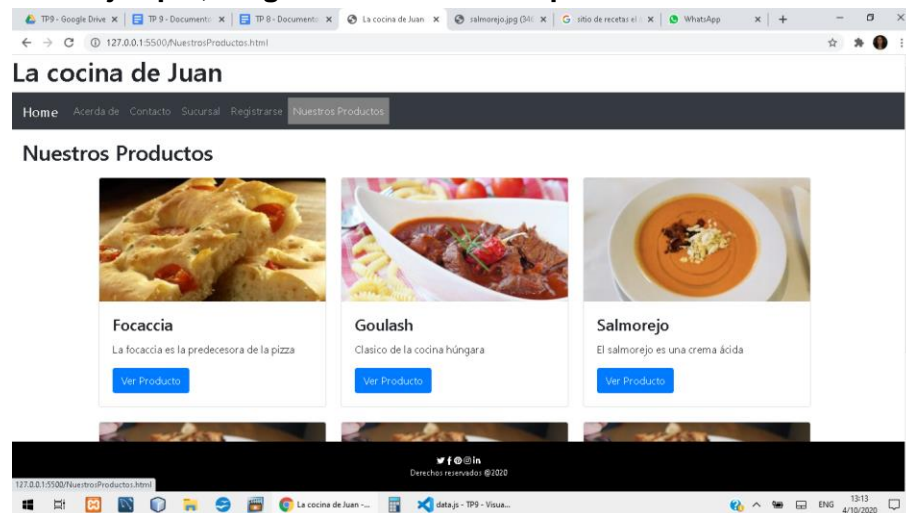 TP9 - Google Drive
TP 9 - Documento
TP 8 - Documento
La cocina de Juan
salmorejo.jpg (340
sitio de recetas el
WhatsApp
127.0.0.1:5500/NuestrosProductos.html
La cocina de Juan
Home Acerda de Contacto Sucursal Registrarse Nuestros Productos
Nuestros Productos
Focaccia
La focaccia es la predecesora de la pizza
Ver Producto
Goulash
Clasico de la cocina húngara
Ver Producto
Salmorejo
El salmorejo es una crema ácida
Ver Producto
Derechos reservados @2020
127.0.0.1:5500/NuestrosProductos.html
La cocina de Juan -...
data.js - TP9 - Visua...
ENG
13:13
4/10/2020